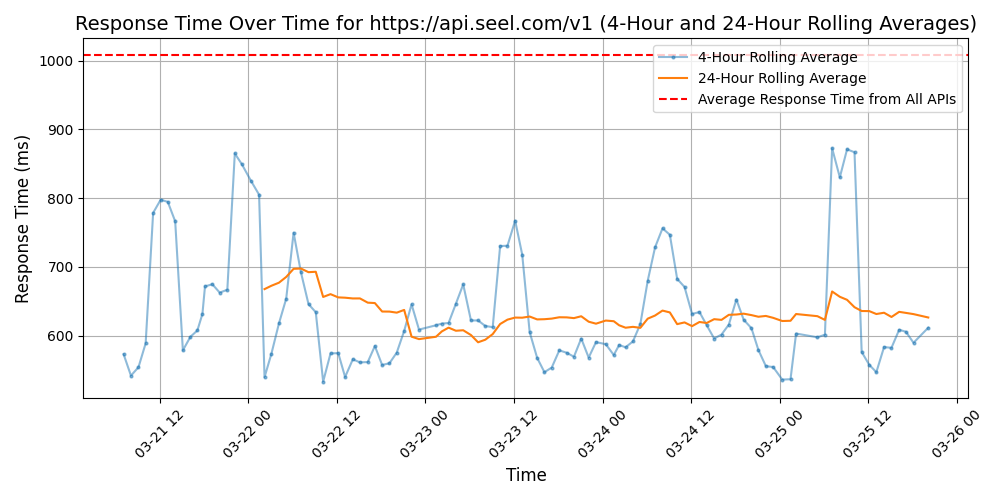 Response Time Over Time for https://api.seel.com/v1 (4-Hour and 24-Hour Rolling Averages)
4-Hour Rolling Average
24-Hour Rolling Average
Average Response Time from All APIs
Response Time (ms)
1000
900
800
700
600
03-21 12
03-22 00
03-22 12
03-23 00
03-23 12
03-24 00
03-24 12
03-25 00
03-25 12
03-26 00
Time